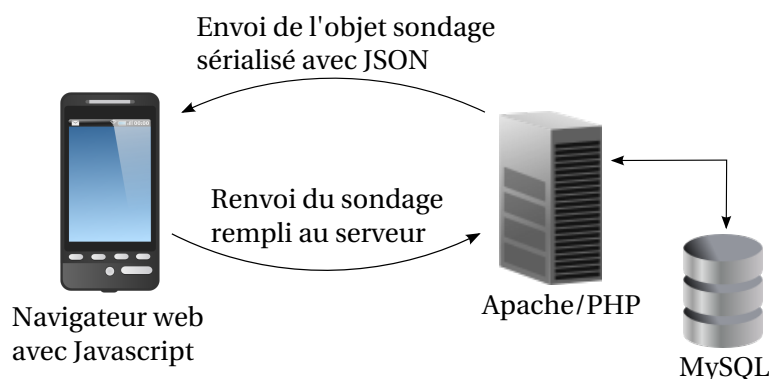 Envoi de l'objet sondage
sérialisé avec JSON
Renvoi du sondage
rempli au serveur
Apache/PHP
Navigateur web
avec Javascript
MySQL